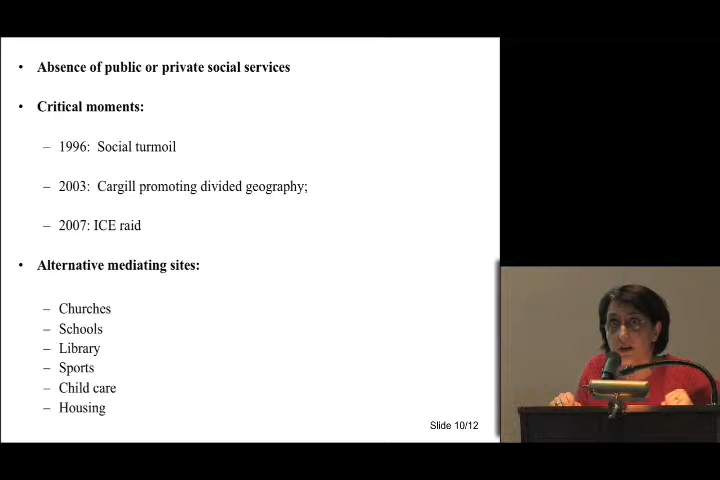 • Absence of public or private social services
• Critical moments:
– 1996: Social turmoil
– 2003: Cargill promoting divided geography;
– 2007: ICE raid
• Alternative mediating sites:
– Churches
– Schools
– Library
– Sports
– Child care
– Housing
Slide 10/12